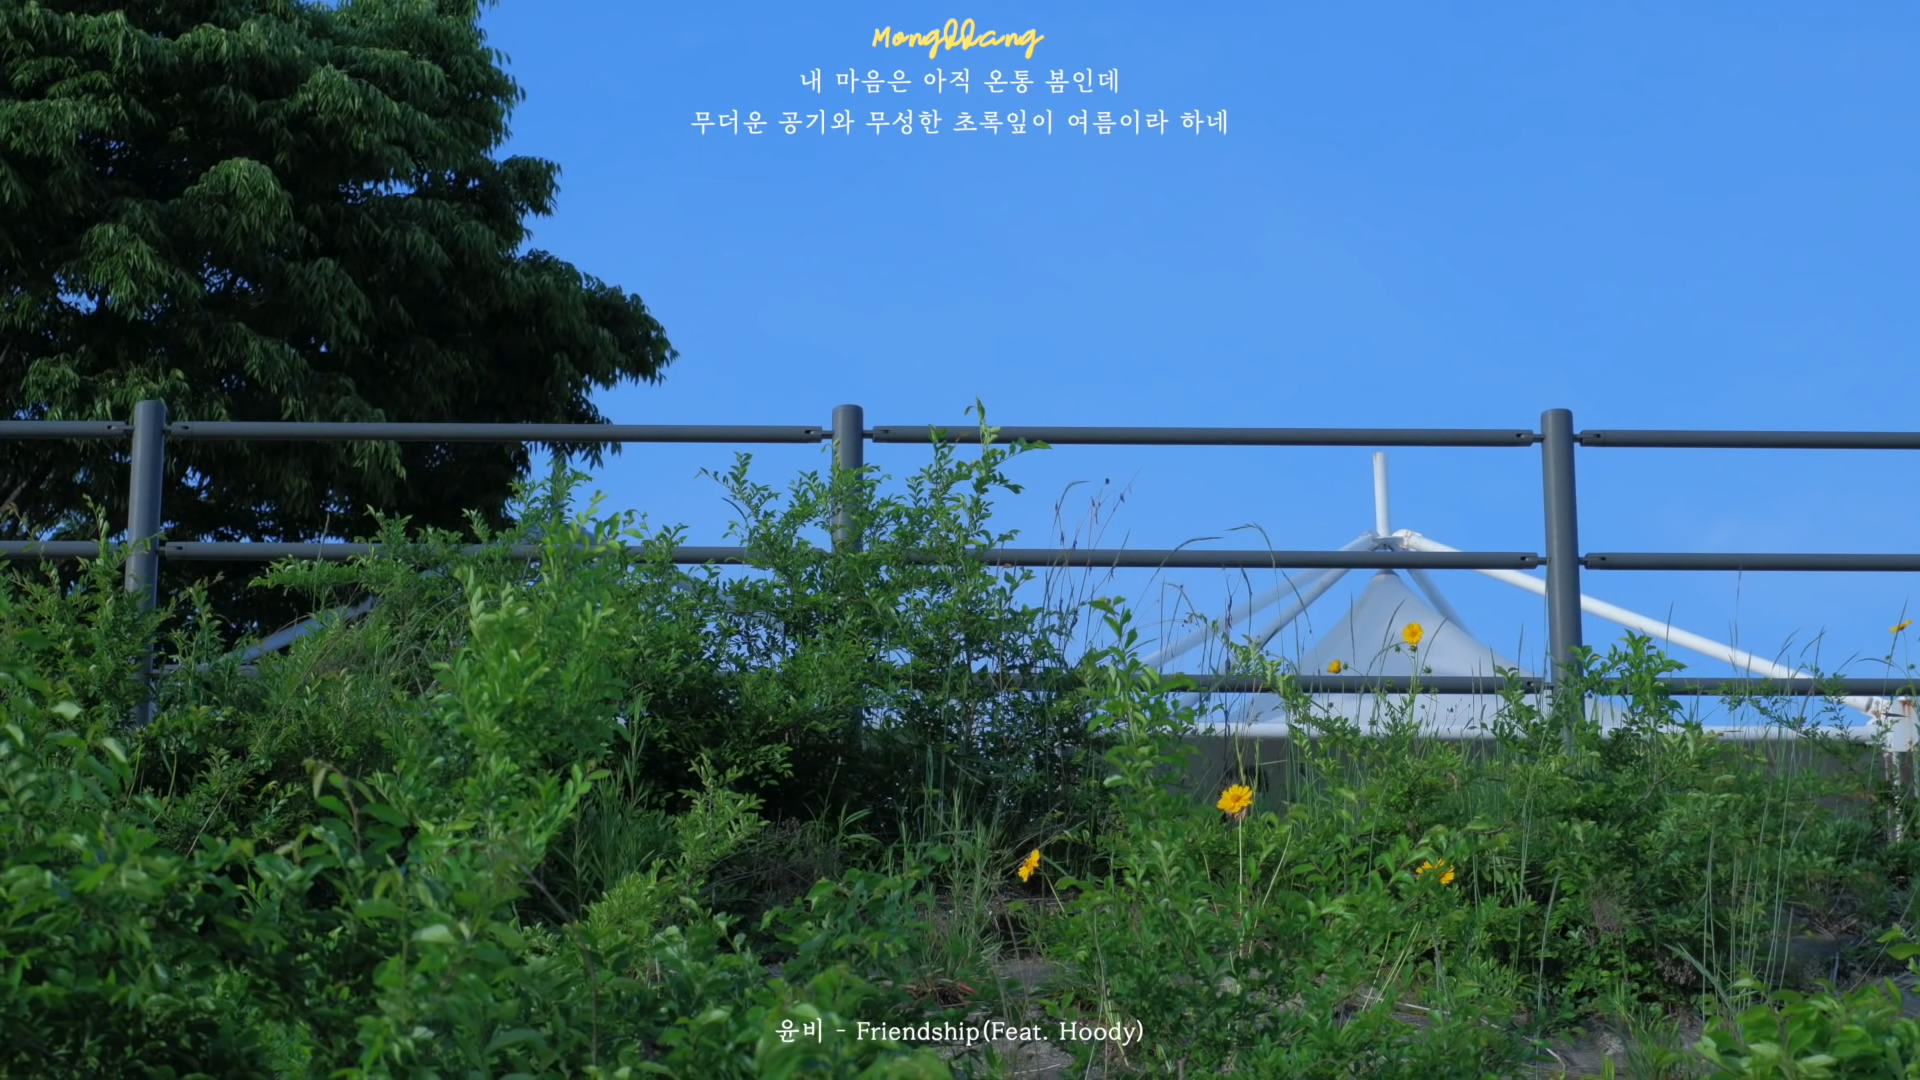 Mongbbang
내 마음은 아직 온통 봄인데
무더운 공기와 무성한 초록잎이 여름이라 하네
윤비 - Friendship(Feat. Hoody)